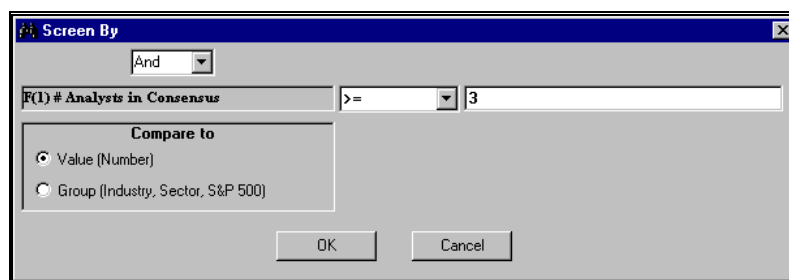 Screen By
And
F(1) # Analysts in Consensus >= 3
Compare to
Value (Number)
Group (Industry, Sector, S&P 500)
OK Cancel